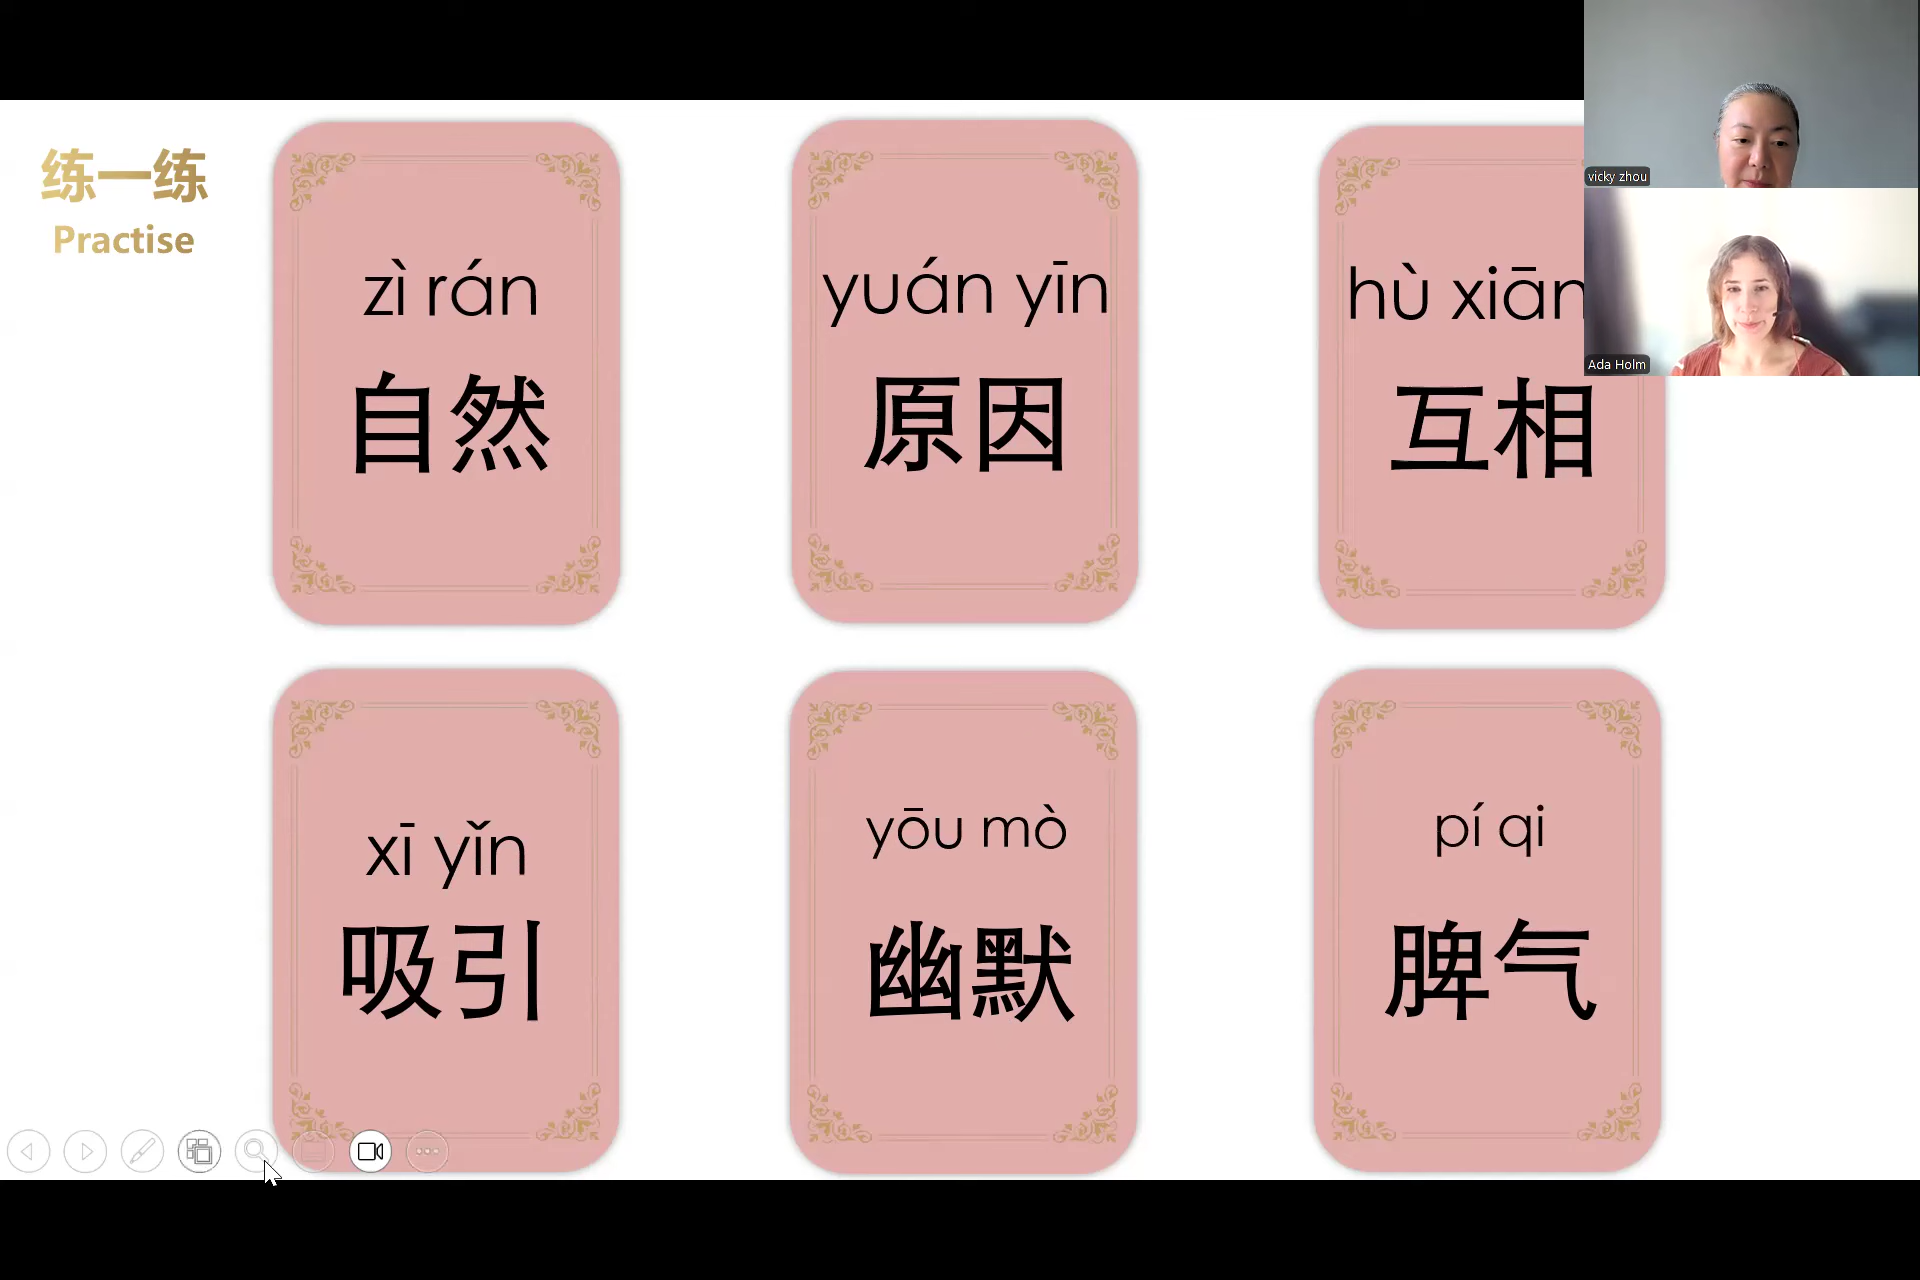 练一练
Practise
zì rán
自然
yuán yīn
原因
hù xiān
互相
xī yǐn
吸引
yōu mò
幽默
pí qi
脾气
vicky zhou
Ada Holm